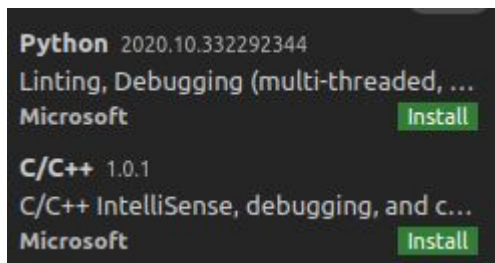 Python 2020.10.332292344
Linting, Debugging (multi-threaded, ...
Microsoft Install
C/C++ 1.0.1
C/C++ IntelliSense, debugging, and c...
Microsoft Install